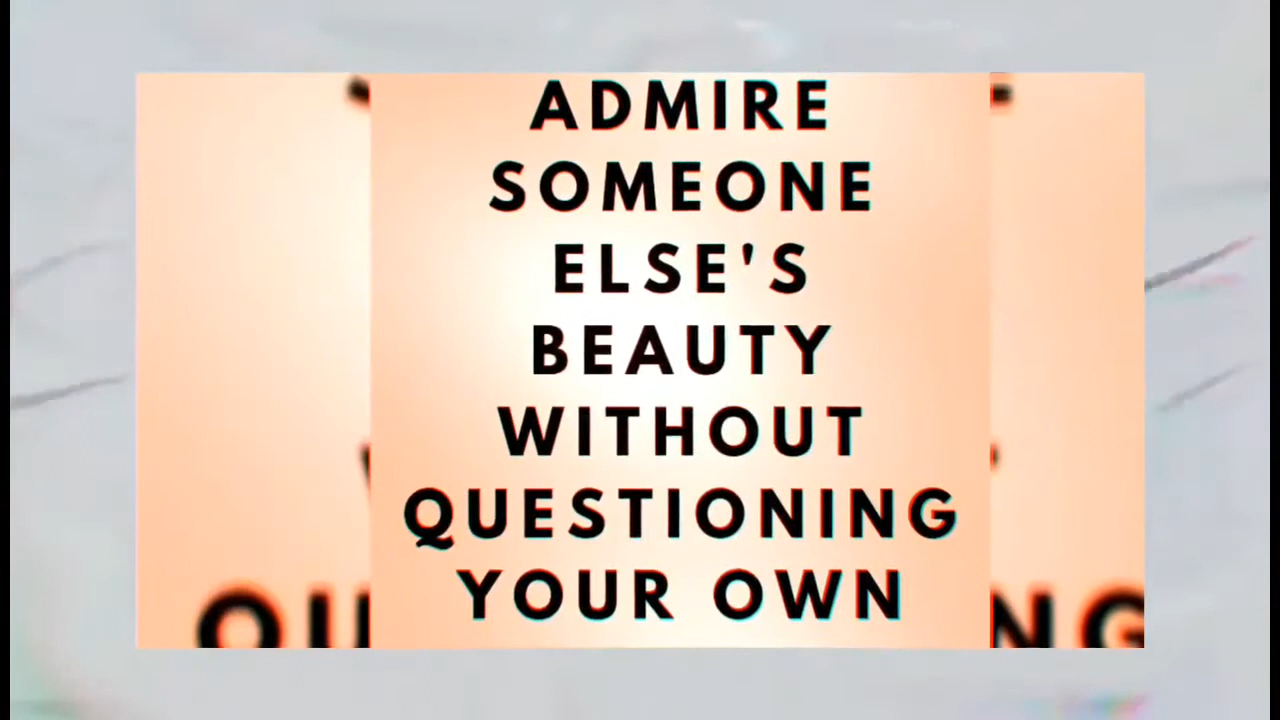 ADMIRE
SOMEONE
ELSE'S
BEAUTY
WITHOUT
QUESTIONING
YOUR OWN